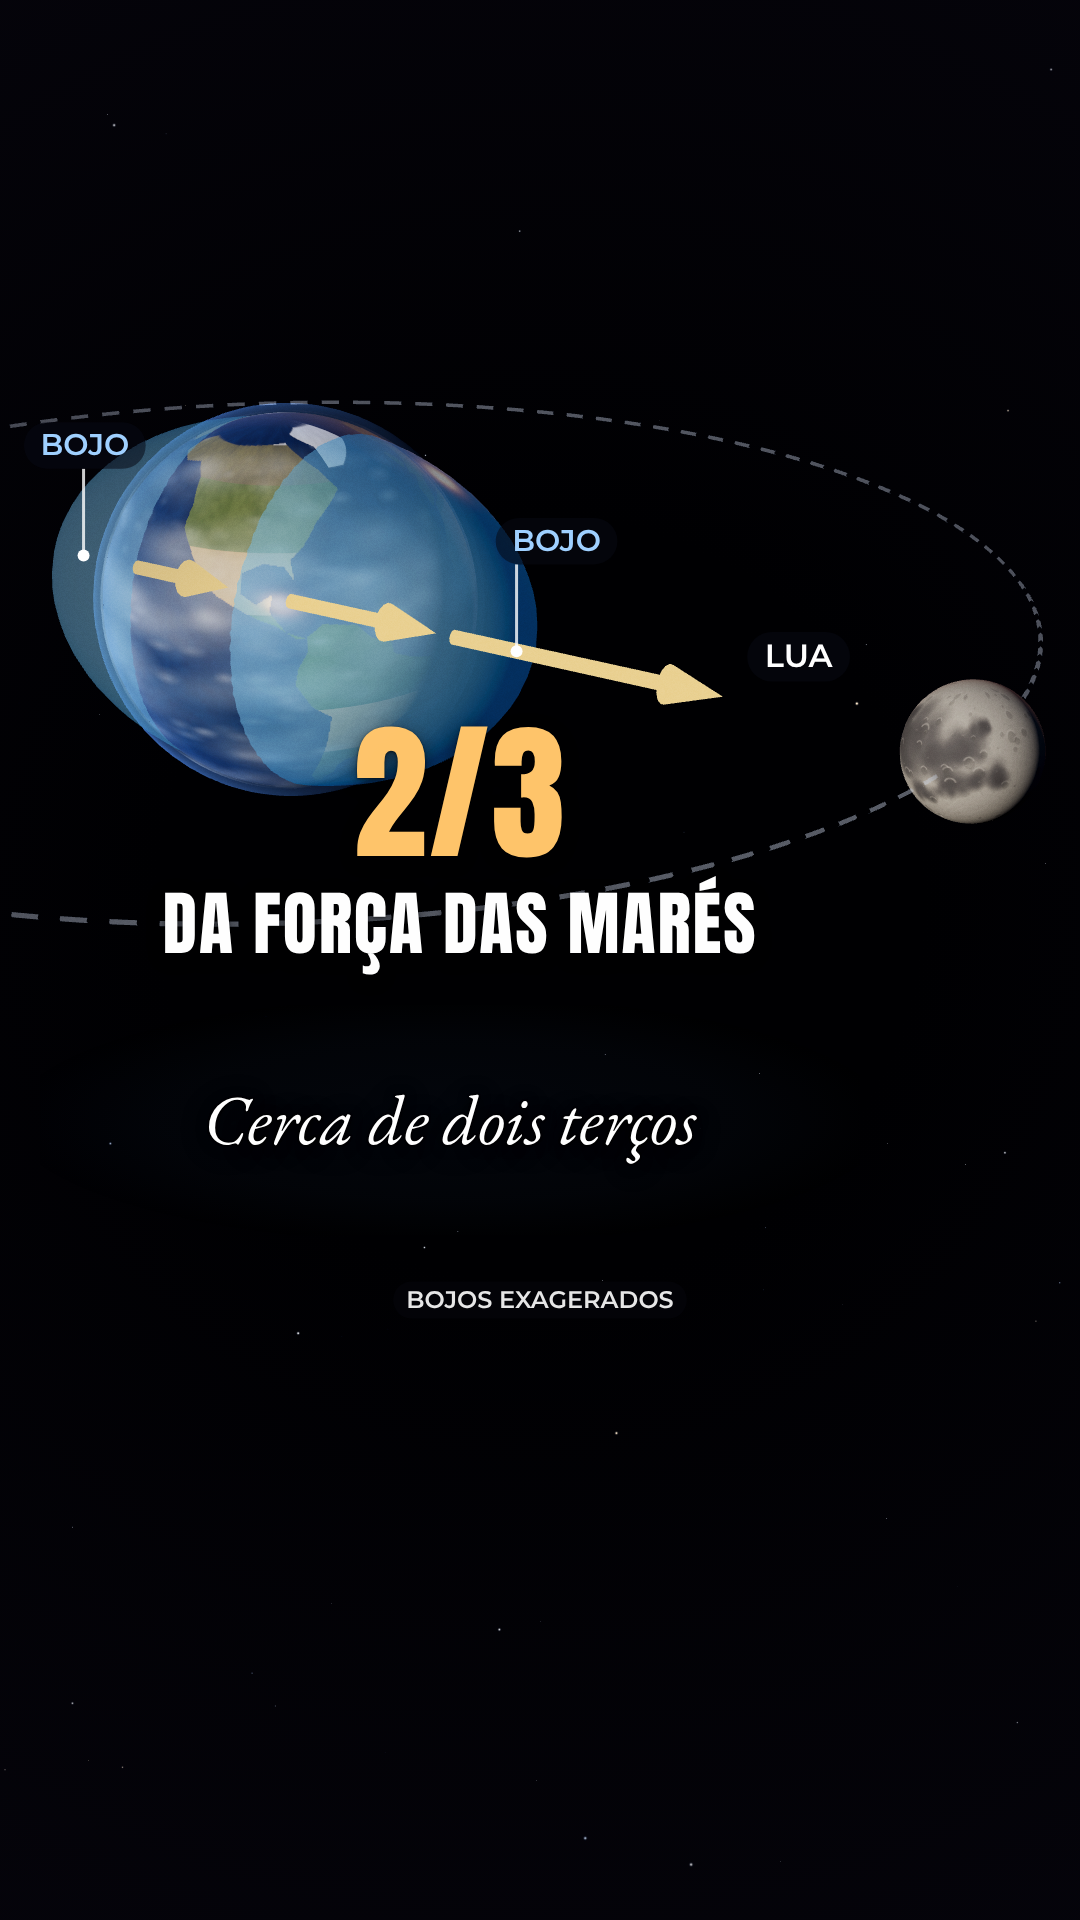 BOJO
BOJO
LUA
2/3
DA FORÇA DAS MARÉS
Cerca de dois terços
BOJOS EXAGERADOS